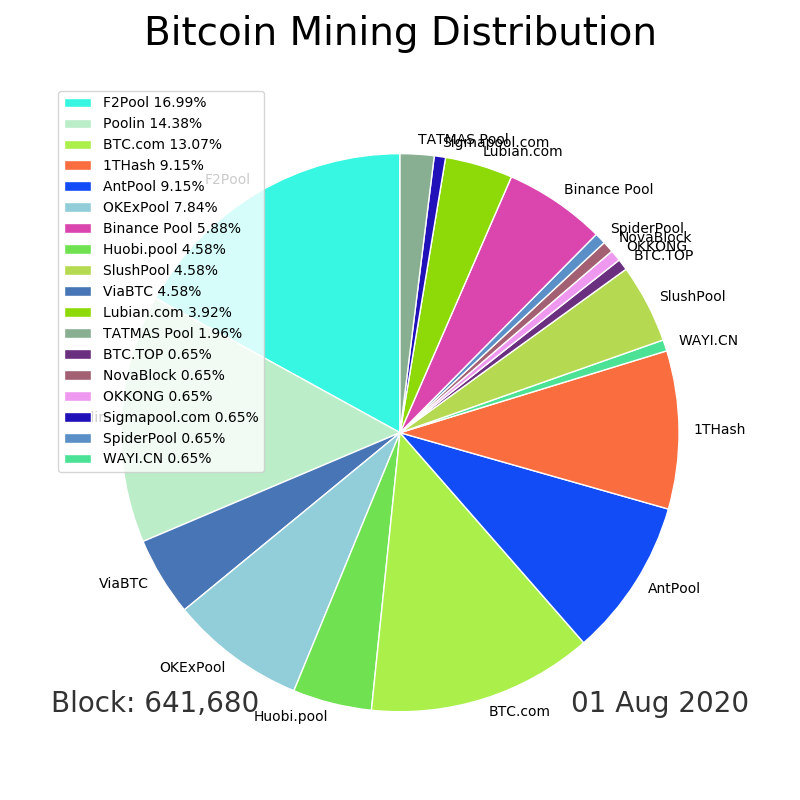 Bitcoin Mining Distribution
F2Pool 16.99%
Poolin 14.38%
BTC.com 13.07%
1THash 9.15%
AntPool 9.15%
OKExPool 7.84%
Binance Pool 5.88%
Huobi.pool 4.58%
SlushPool 4.58%
ViaBTC 4.58%
Lubian.com 3.92%
TATMAS Pool 1.96%
BTC.TOP 0.65%
NovaBlock 0.65%
OKKONG 0.65%
Sigmapool.com 0.65%
SpiderPool 0.65%
WAYI.CN 0.65%
F2Pool
TATMAS Pool
Sigmapool.com
Lubian.com
Binance Pool
SpiderPool
NovaBlock
OKKONG
BTC.TOP
SlushPool
WAYI.CN
1THash
AntPool
BTC.com
Huobi.pool
OKExPool
ViaBTC
Block: 641,680
01 Aug 2020